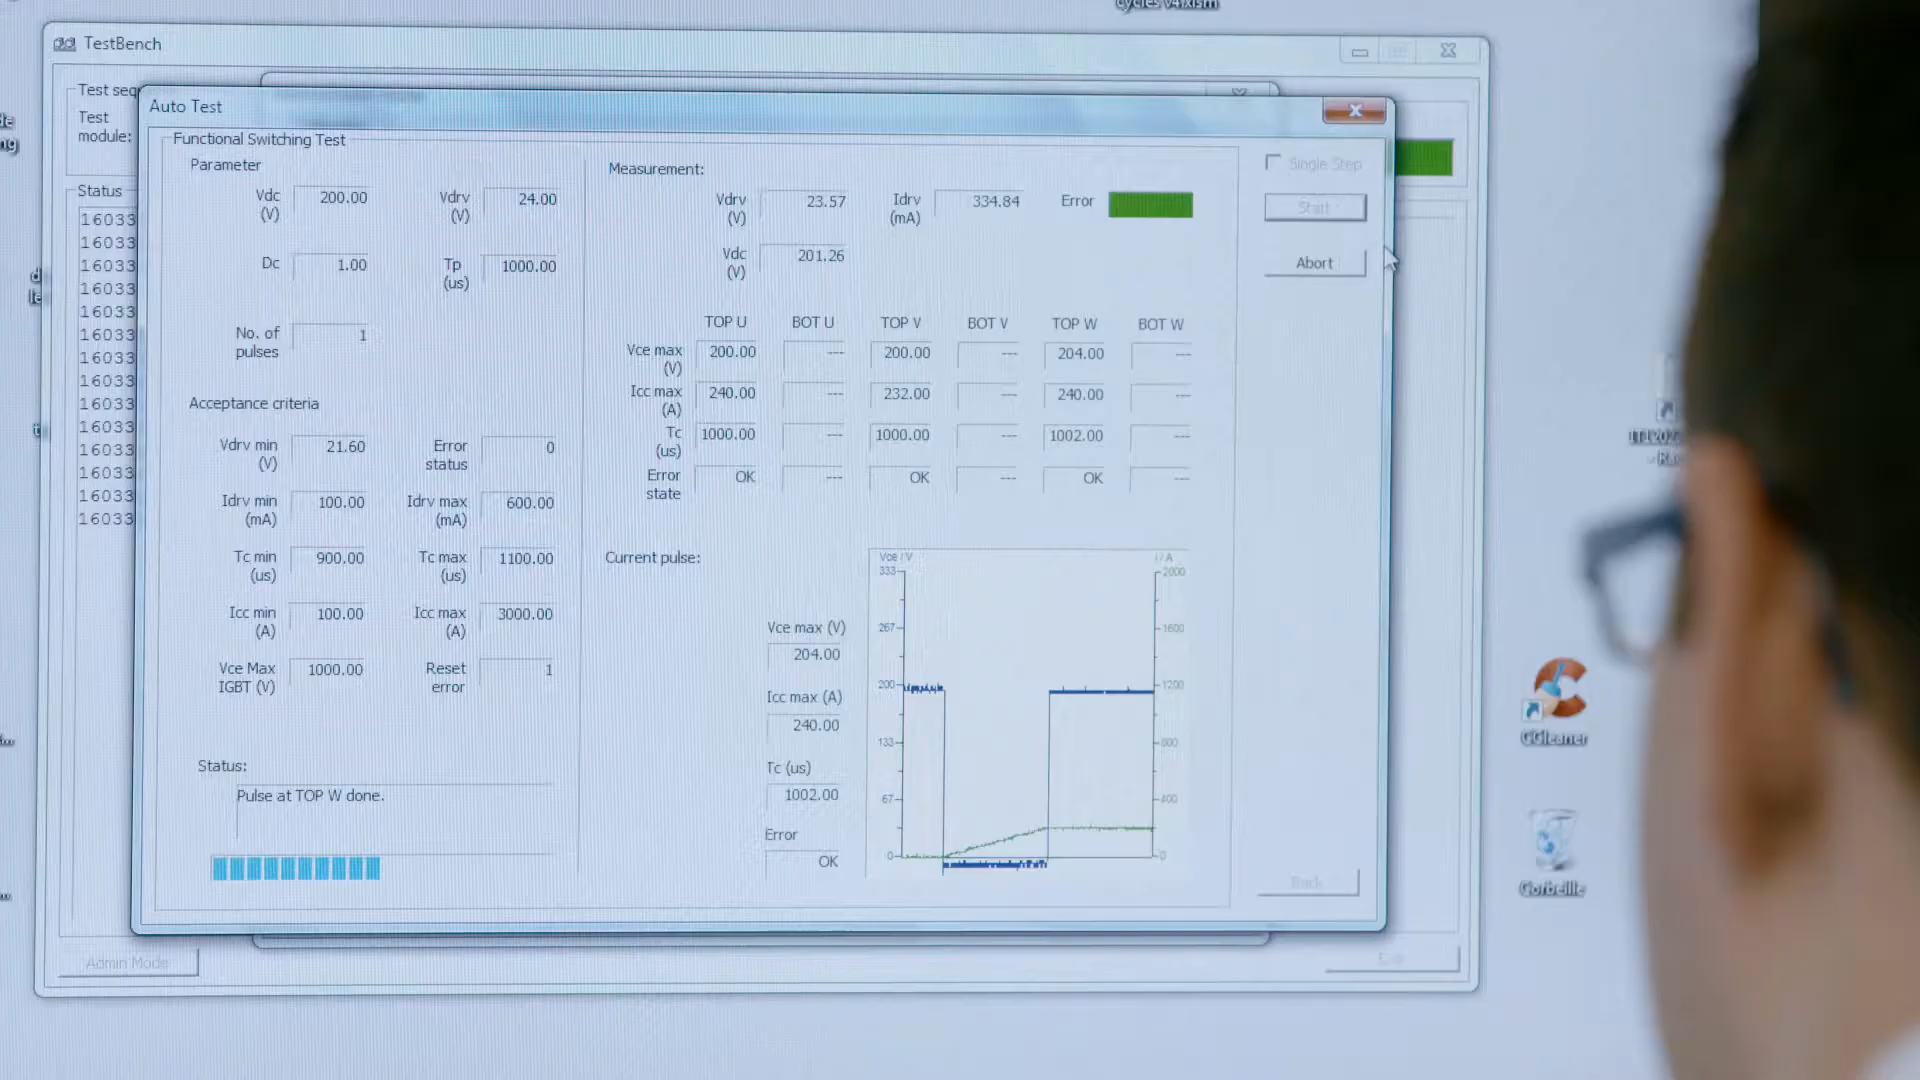 cycles v4.xlsm
TestBench
Test seq
Test
module:
Status
16033
16033
16033
16033
16033
16033
16033
16033
16033
16033
16033
16033
16033
16033
Admin Mode
Exit
Auto Test
Functional Switching Test
Parameter
Vdc (V) 200.00 Vdrv (V) 24.00
Dc 1.00 Tp (us) 1000.00
No. of pulses 1
Acceptance criteria
Vdrv min (V) 21.60 Error status 0
Idrv min (mA) 100.00 Idrv max (mA) 600.00
Tc min (us) 900.00 Tc max (us) 1100.00
Icc min (A) 100.00 Icc max (A) 3000.00
Vce Max IGBT (V) 1000.00 Reset error 1
Status:
Pulse at TOP W done.
Measurement:
Vdrv (V) 23.57 Idrv (mA) 334.84 Error
Vdc (V) 201.26
TOP U BOT U TOP V BOT V TOP W BOT W
Vce max (V) 200.00 --- 200.00 --- 204.00 ---
Icc max (A) 240.00 --- 232.00 --- 240.00 ---
Tc (us) 1000.00 --- 1000.00 --- 1002.00 ---
Error state OK --- OK --- OK ---
Current pulse:
Vce max (V)
204.00
Icc max (A)
240.00
Tc (us)
1002.00
Error
OK
Vce / V
333
267
200
133
67
0
I / A
2000
1600
1200
800
400
0
Single Step
Start
Abort
Back
CCleaner
Corbeille